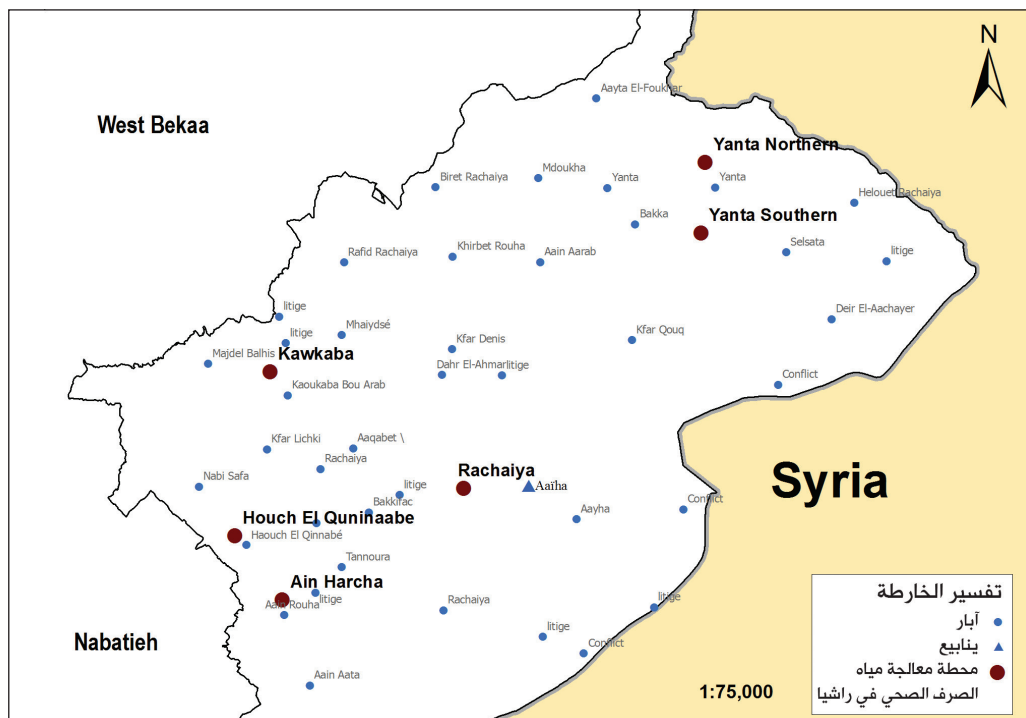 N
Aayta El-Foukhar
West Bekaa
Yanta Northern
Mdoukha
Biret Rachaiya
Yanta
Yanta
Helouet Rachaiya
Yanta Southern
Bakka
Selsata
Khirbet Rouha
Rafid Rachaiya
Aain Aarab
litige
litige
Deir El-Aachayer
Mhaiydsé
Kfar Qouq
litige
Kfar Denis
Majdel Balhis
Kawkaba
Dahr El-Ahmar
litige
Conflict
Kaoukaba Bou Arab
Kfar Lichki
Aaqabet \
Rachaiya
Rachaiya
Nabi Safa
Aaïha
Syria
litige
Conflict
Bakkifac
Aayha
Houch El Quninaabe
Haouch El Qinnabé
Tannoura
Ain Harcha
litige
Aain Rouha
Rachaiya
litige
litige
Nabatieh
Conflict
Aain Aata
1:75,000
تفسير الخارطة
آبار
ينابيع
محطة معالجة مياه
الصرف الصحي في راشيا